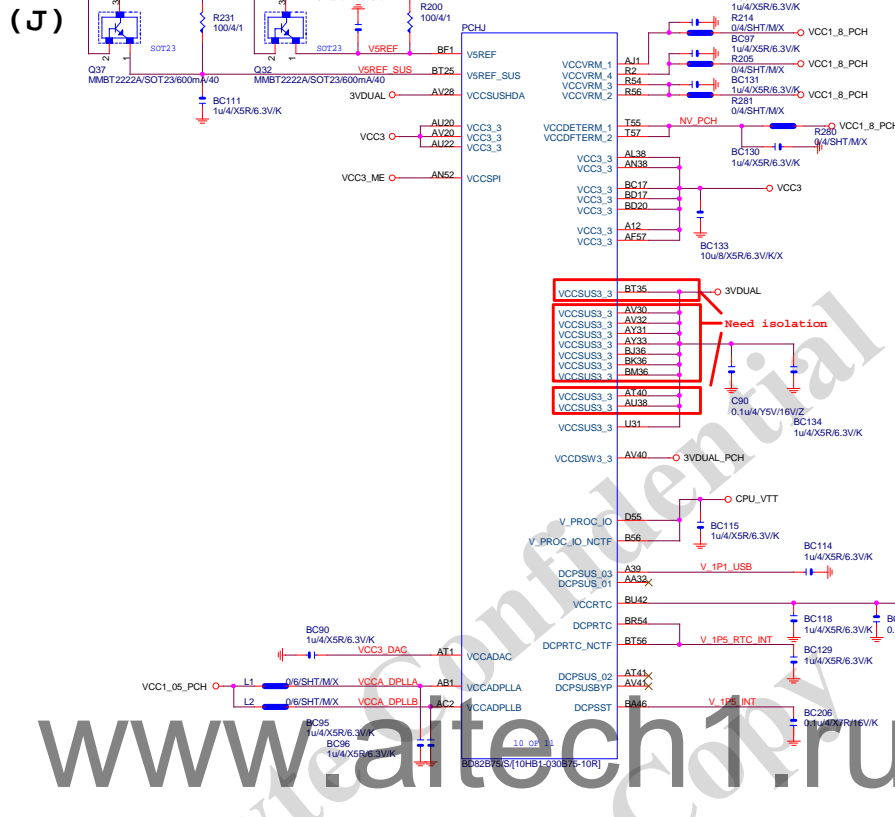 (J)
3
3
R231
100/4/1
R200
100/4/1
PCHJ
1u/4/X5R/6.3V/K
R214
0/4/SHT/M/X
VCC1_8_PCH
BC97
1u/4/X5R/6.3V/K
R205
0/4/SHT/M/X
VCC1_8_PCH
BC131
1u/4/X5R/6.3V/K
VCC1_8_PCH
R281
0/4/SHT/M/X
SOT23
SOT23
2
1
2
1
Q37
MMBT2222A/SOT23/600mA/40
Q32
MMBT2222A/SOT23/600mA/40
V5REF
BF1
V5REF
V5REF_SUS
BT25
V5REF_SUS
BC111
1u/4/X5R/6.3V/K
3VDUAL
AV28
VCCSUSHDA
VCC3
AU20
VCC3_3
AV20
VCC3_3
AU22
VCC3_3
VCC3_ME
AN52
VCCSPI
VCCVRM_1
AJ1
VCCVRM_4
R2
VCCVRM_3
R54
VCCVRM_2
R56
VCCDETERM_1
T55
NV_PCH
VCCDFTERM_2
T57
VCC1_8_PCH
R280
0/4/SHT/M/X
BC130
1u/4/X5R/6.3V/K
VCC3_3
AL38
VCC3_3
AN38
VCC3_3
BC17
VCC3
VCC3_3
BD17
VCC3_3
BD20
VCC3_3
A12
VCC3_3
AF57
BC133
10u/8/X5R/6.3V/K/X
VCCSUS3_3
BT35
3VDUAL
VCCSUS3_3
AV30
VCCSUS3_3
AV32
VCCSUS3_3
AY31
VCCSUS3_3
AY33
VCCSUS3_3
BJ36
VCCSUS3_3
BK36
VCCSUS3_3
BM36
Need isolation
VCCSUS3_3
AT40
VCCSUS3_3
AU38
C90
0.1u/4/Y5V/16V/Z
BC134
1u/4/X5R/6.3V/K
VCCSUS3_3
U31
VCCDSW3_3
AV40
3VDUAL_PCH
CPU_VTT
V_PROC_IO
D55
V_PROC_IO_NCTF
B56
BC115
1u/4/X5R/6.3V/K
BC114
1u/4/X5R/6.3V/K
DCPSUS_03
A39
V_1P1_USB
DCPSUS_01
AA32
VCCRTC
BU42
DCPRTC
BR54
DCPRTC_NCTF
BT56
V_1P5_RTC_INT
BC118
1u/4/X5R/6.3V/K
BC129
1u/4/X5R/6.3V/K
BC90
1u/4/X5R/6.3V/K
VCC3_DAC
AT1
VCCADAC
VCC1_05_PCH
L1
0/6/SHT/M/X
VCCA_DPLLA
AB1
VCCADPLLA
L2
0/6/SHT/M/X
VCCA_DPLLB
AC2
VCCADPLLB
DCPSUS_02
AT41
DCPSUSBYP
AV41
DCPSST
BA46
V_1P5_INT
BC206
0.1u/4/X7R/16V/K
BC95
1u/4/X5R/6.3V/K
BC96
1u/4/X5R/6.3V/K
10 OF 11
BD82B75/S/[10HB1-030B75-10R]
Confidential
Copy
www.aitech1.ru